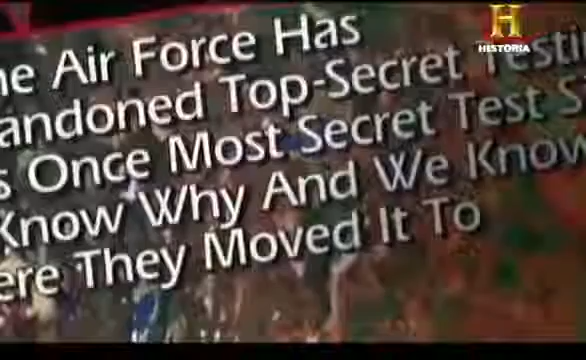 H
HISTORIA
he Air Force Has
andoned Top-Secret Testin
s Once Most Secret Test S
Know Why And We Know
ere They Moved It To